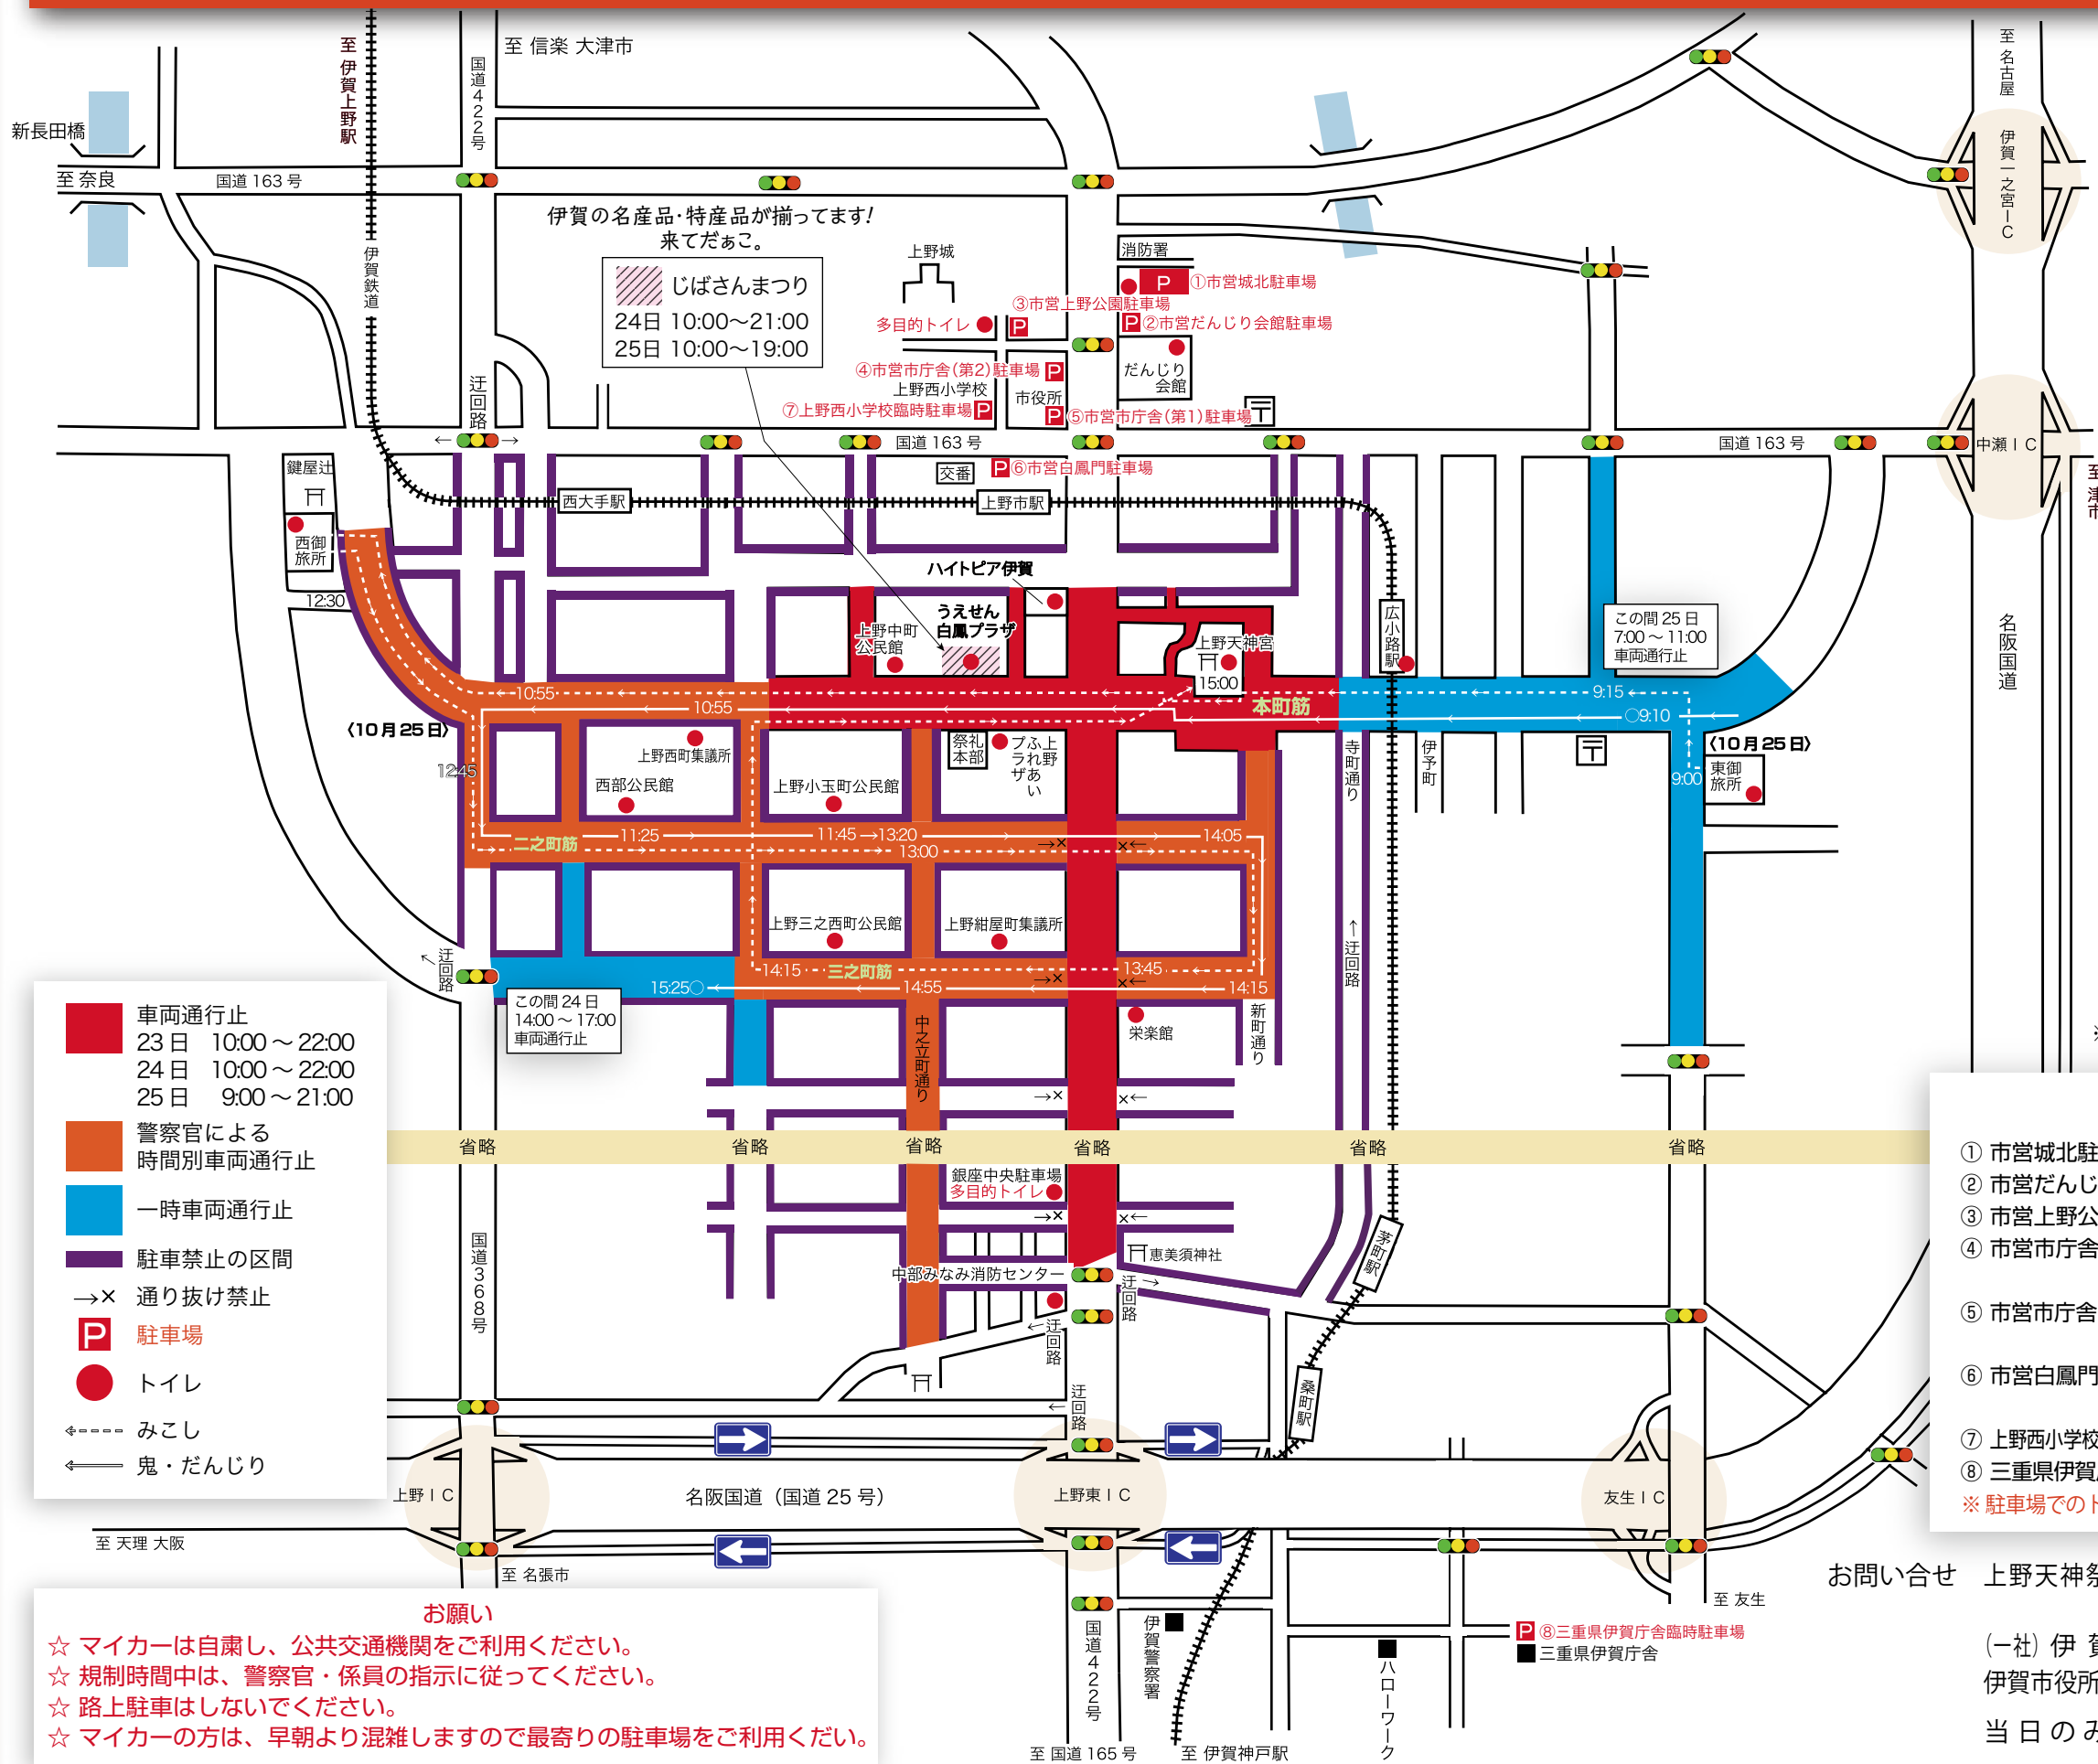 至 伊賀上野駅
国道422号
至 信楽 大津市
至 名古屋
新長田橋
至 奈良
国道 163 号
伊賀一之宮ＩＣ
伊賀鉄道
伊賀の名産品・特産品が揃ってます!
来てだぁこ。
じばさんまつり
24日 10:00〜21:00
25日 10:00〜19:00
上野城
消防署
P ①市営城北駐車場
③市営上野公園駐車場
P
多目的トイレ
P ②市営だんじり会館駐車場
だんじり
会館
④市営市庁舎(第2)駐車場 P
上野西小学校
市役所
⑦上野西小学校臨時駐車場 P
P ⑤市営市庁舎(第1)駐車場
〒
迂回路
← →
国道 163 号
国道 163 号
中瀬ＩＣ
至 津市
鍵屋辻
交番
P ⑥市営白鳳門駐車場
西大手駅
上野市駅
西御
旅所
12:30
ハイトピア伊賀
うえせん
白鳳プラザ
上野中町
公民館
上野天神宮
15:00
広小路駅
この間 25 日
7:00 〜 11:00
車両通行止
名阪国道
10:55
10:55
本町筋
9:15
9:10
〈10月25日〉
〈10月25日〉
12:45
上野西町集議所
西部公民館
上野小玉町公民館
祭礼
本部
上野
ふれあい
プラザ
寺町通り
伊予町
〒
9:00
東御
旅所
二之町筋
11:25
11:45 →13:20
13:00
14:05
上野三之西町公民館
上野紺屋町集議所
迂回路
↑迂回路
14:15
三之町筋
13:45
15:25
14:55
14:15
この間 24 日
14:00 〜 17:00
車両通行止
中之立町通り
栄楽館
新町通り
車両通行止
23 日 10:00 〜 22:00
24 日 10:00 〜 22:00
25 日 9:00 〜 21:00
警察官による
時間別車両通行止
一時車両通行止
駐車禁止の区間
→× 通り抜け禁止
P 駐車場
トイレ
みこし
鬼・だんじり
省略
省略
省略
省略
省略
省略
銀座中央駐車場
多目的トイレ
国道368号
恵美須神社
中部みなみ消防センター
迂回路→
←迂回路
迂回路
←
茅町駅
桑町駅
① 市営城北駐
② 市営だんじ
③ 市営上野公
④ 市営市庁舎
⑤ 市営市庁舎
⑥ 市営白鳳門
⑦ 上野西小学校
⑧ 三重県伊賀
※ 駐車場での
上野ＩＣ
名阪国道（国道 25 号）
上野東ＩＣ
友生ＩＣ
至 天理 大阪
至 名張市
至 友生
お願い
☆ マイカーは自粛し、公共交通機関をご利用ください。
☆ 規制時間中は、警察官・係員の指示に従ってください。
☆ 路上駐車はしないでください。
☆ マイカーの方は、早朝より混雑しますので最寄りの駐車場をご利用くだい。
国道422号
伊賀警察署
ハローワーク
P ⑧三重県伊賀庁舎臨時駐車場
三重県伊賀庁舎
至 国道 165 号
至 伊賀神戸駅
お問い合せ 上野天神祭
(一社) 伊 賀
伊賀市役所
当 日 の み